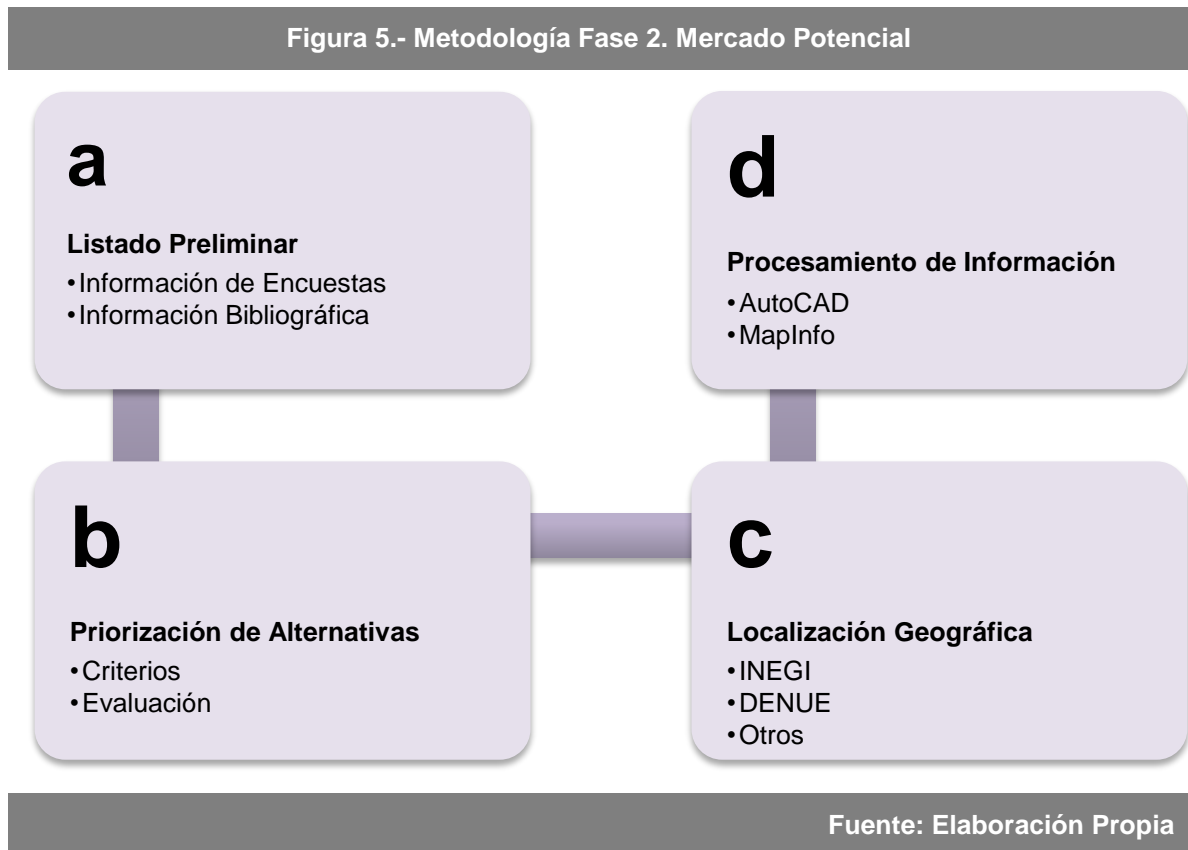 Figura 5.- Metodología Fase 2. Mercado Potencial
a
Listado Preliminar
•Información de Encuestas
•Información Bibliográfica
b
Priorización de Alternativas
•Criterios
•Evaluación
c
Localización Geográfica
•INEGI
•DENUE
•Otros
d
Procesamiento de Información
•AutoCAD
•MapInfo
Fuente: Elaboración Propia